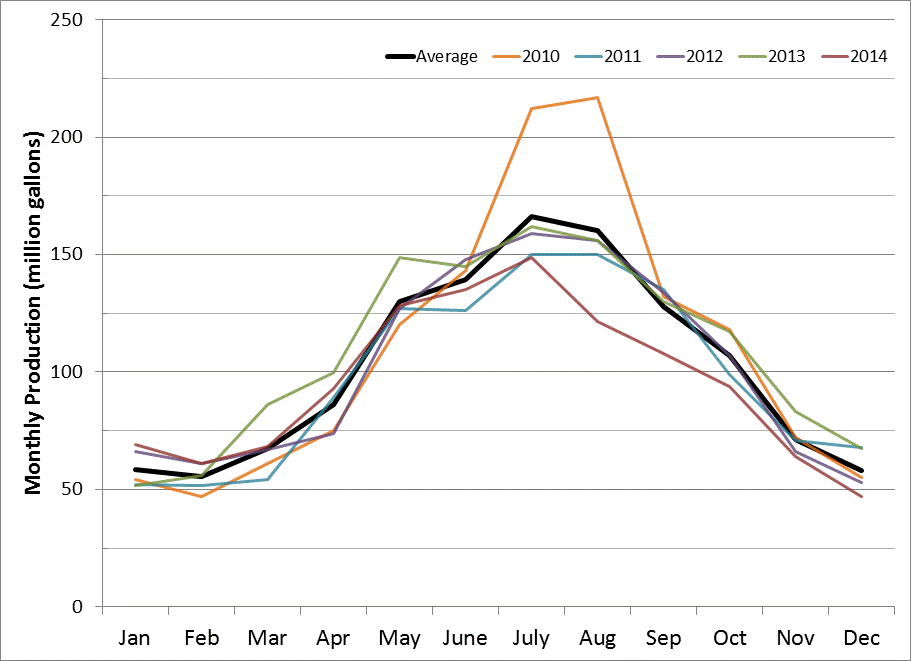 250
Average 2010 2011 2012 2013 2014
200
150
100
50
0
Monthly Production (million gallons)
Jan Feb Mar Apr May June July Aug Sep Oct Nov Dec